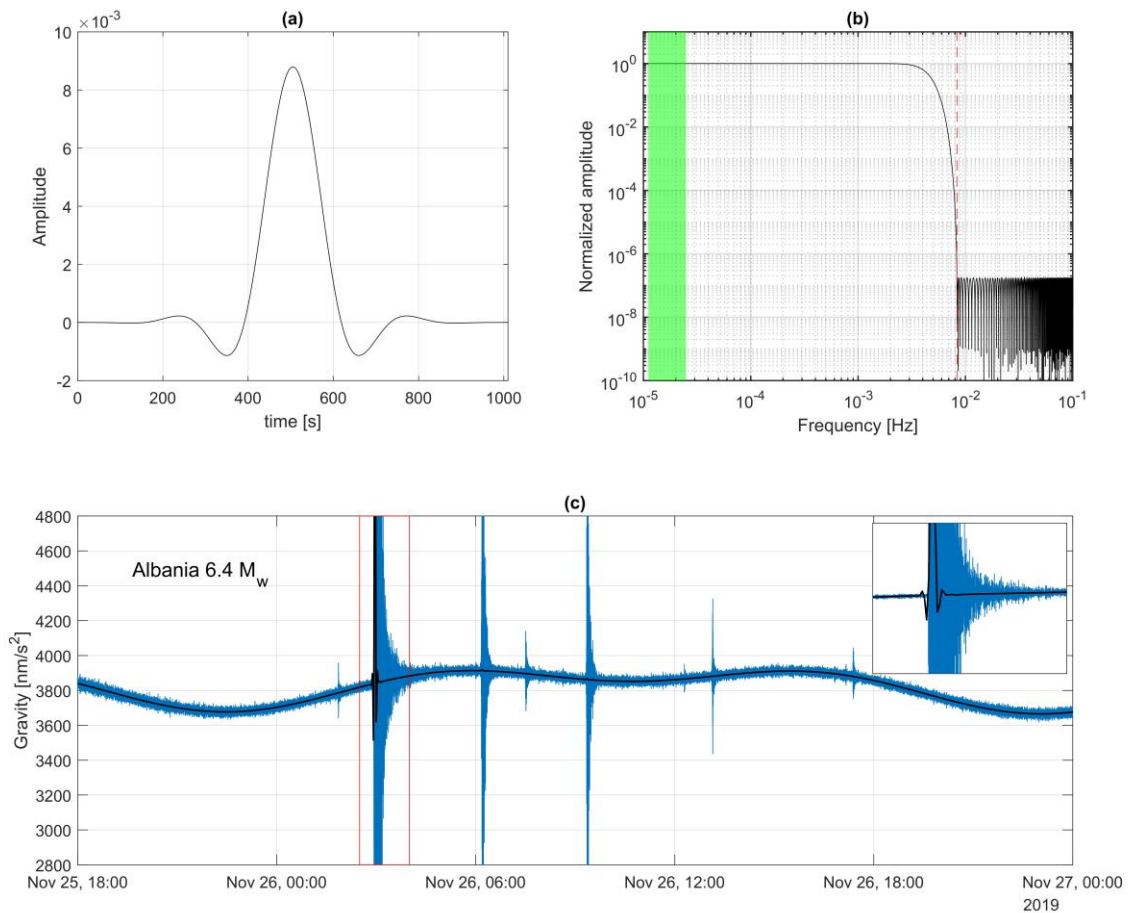 (a)
×10⁻³
10
8
6
4
2
0
-2
Amplitude
0 200 400 600 800 1000
time [s]
(b)
10⁰
10⁻²
10⁻⁴
10⁻⁶
10⁻⁸
10⁻¹⁰
Normalized amplitude
10⁻⁵ 10⁻⁴ 10⁻³ 10⁻² 10⁻¹
Frequency [Hz]
(c)
4800
4600
4400
4200
4000
3800
3600
3400
3200
3000
2800
Gravity [nm/s²]
Albania 6.4 M_w
Nov 25, 18:00 Nov 26, 00:00 Nov 26, 06:00 Nov 26, 12:00 Nov 26, 18:00 Nov 27, 00:00
2019